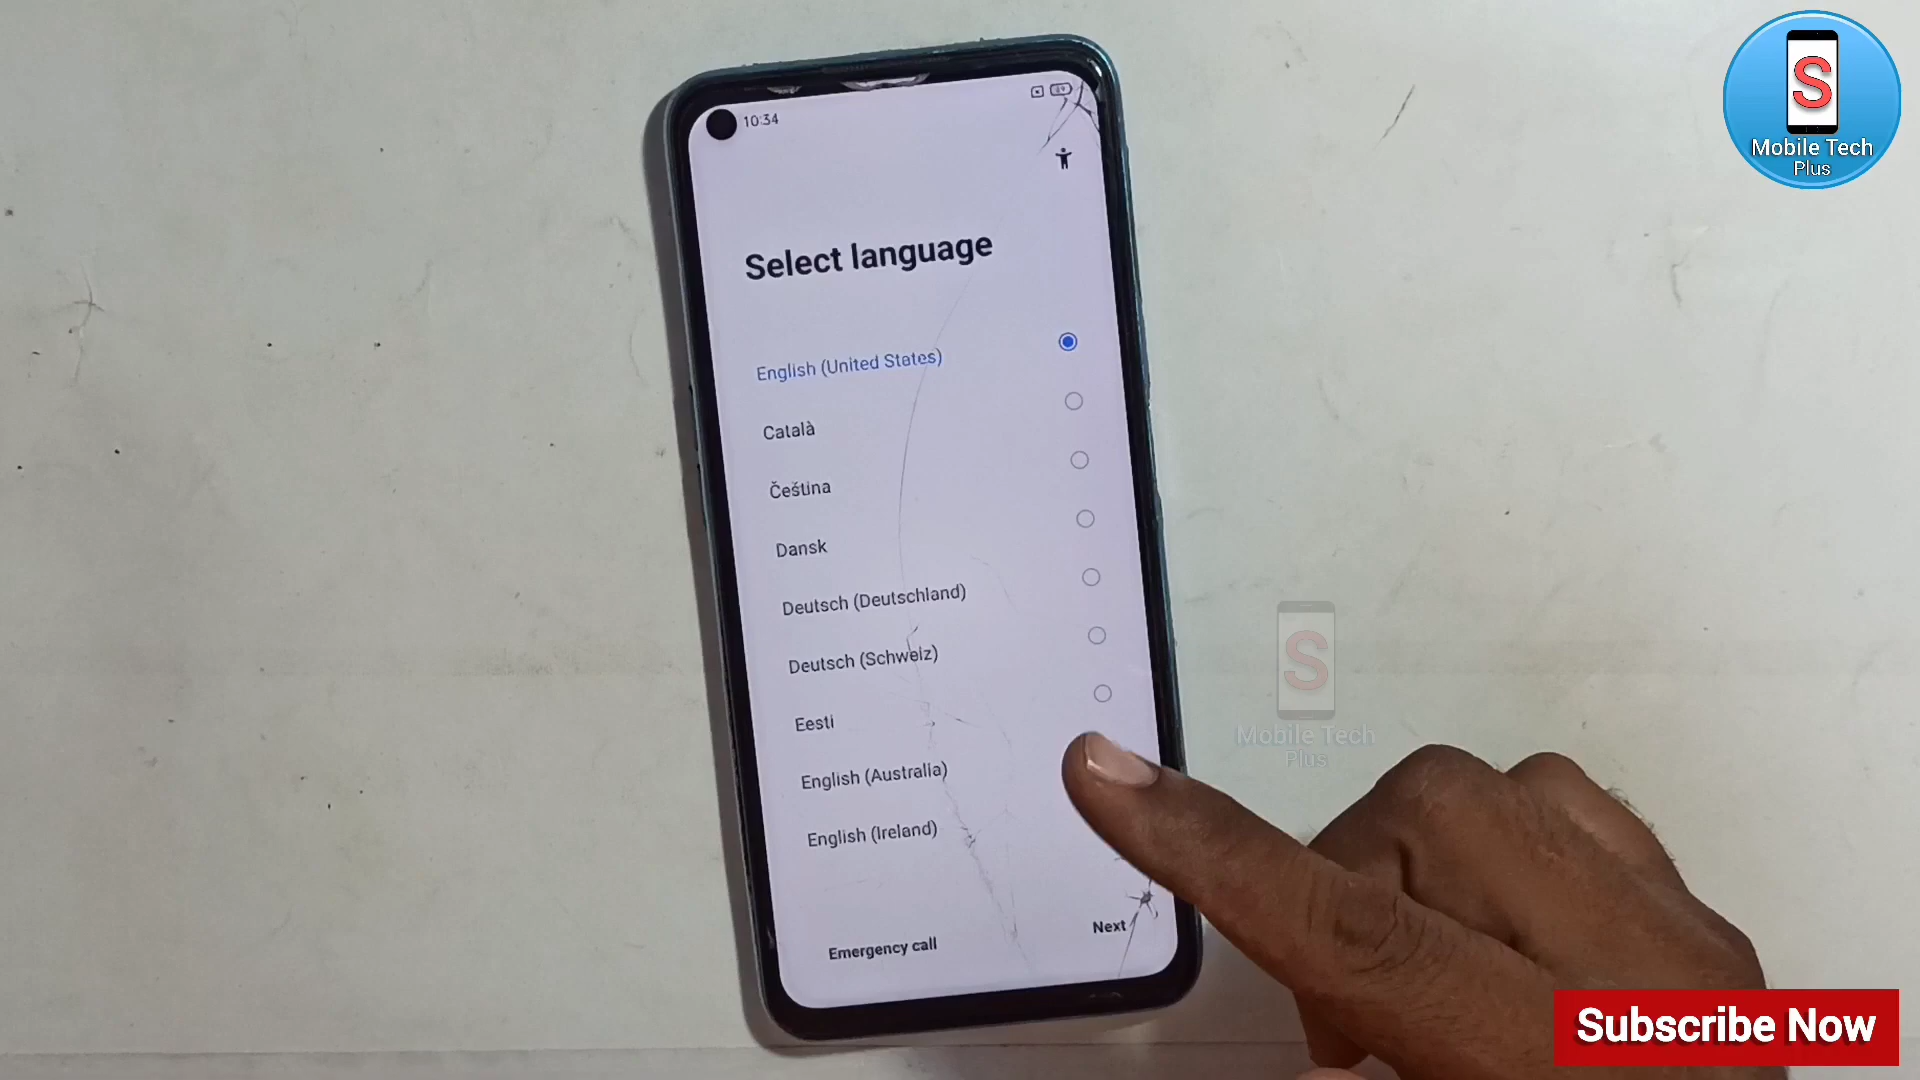 10:34
Select language
English (United States)
Català
Čeština
Dansk
Deutsch (Deutschland)
Deutsch (Schweiz)
Eesti
English (Australia)
English (Ireland)
Emergency call
Next
S
Mobile Tech
Plus
S
Mobile Tech
Plus
Subscribe Now